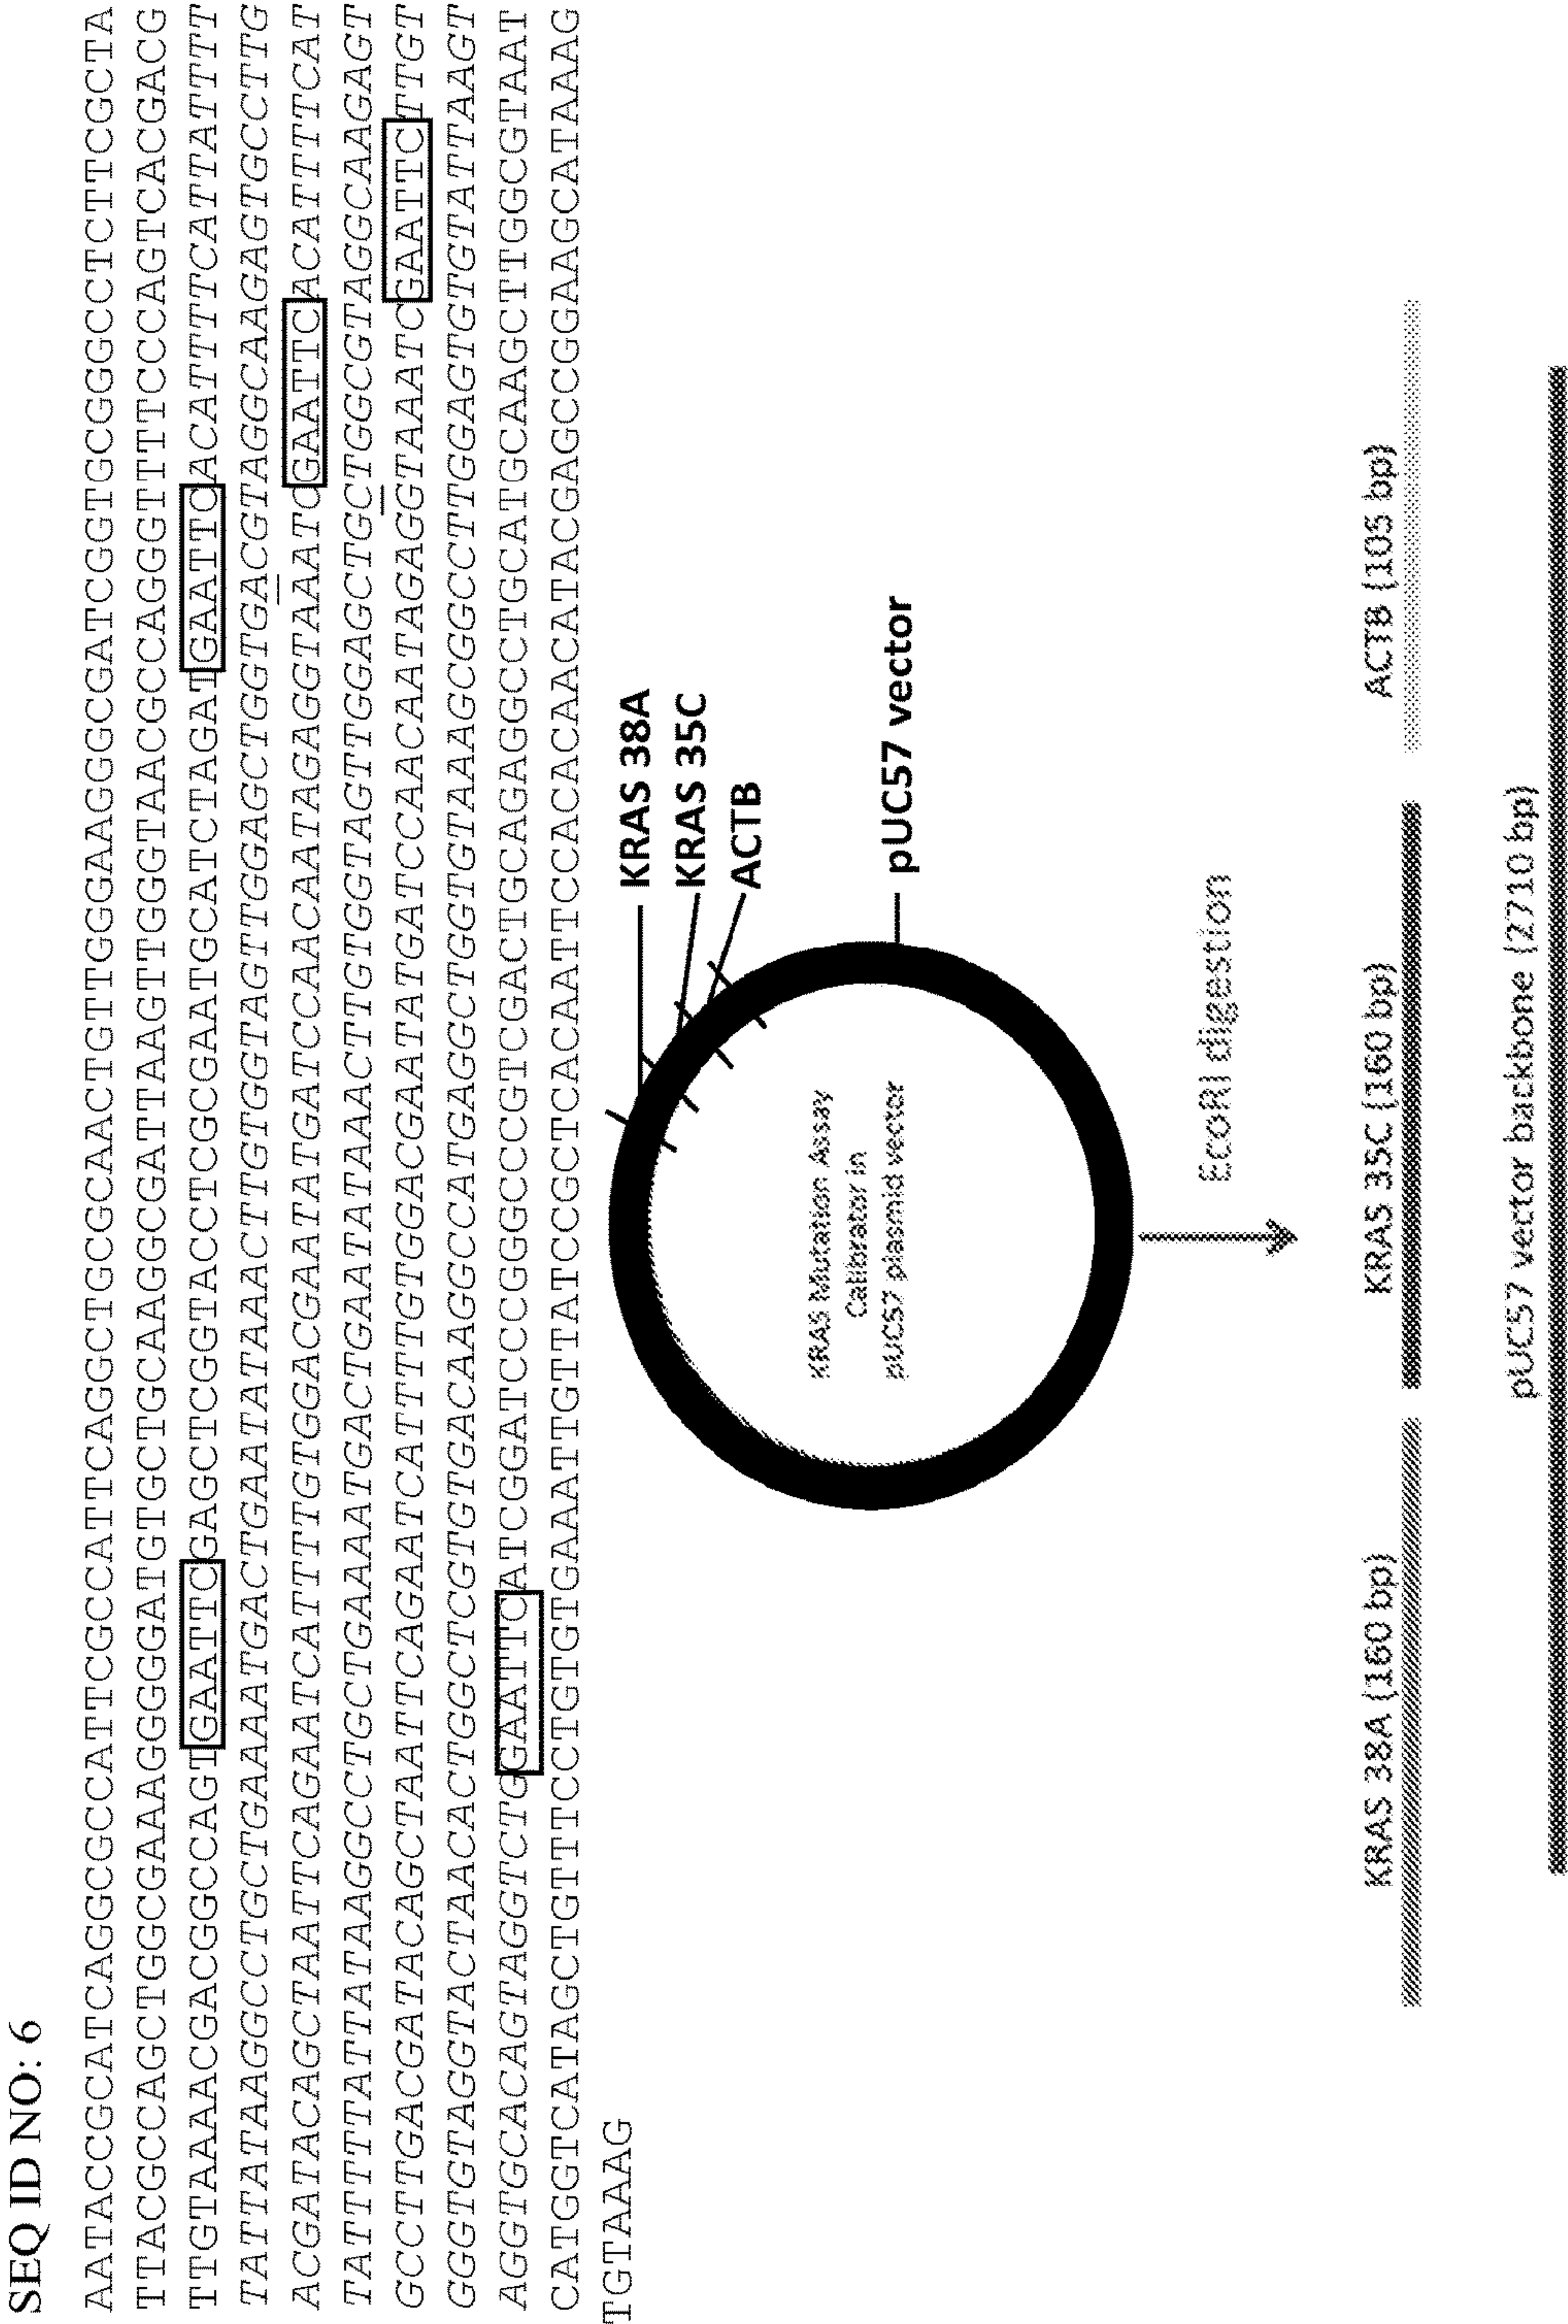 SEQ ID NO: 6
AATACCGCATCAGGCGCCATTCGCCATTCAGGCTGCGCAACTGTTGGGAAGGGCGATCGGTGCGGGCCTCTTCGCTA
TTACGCCAGCTGGCGAAAGGGGGATGTGCTGCAAGGCGATTAAGTTGGGTAACGCCAGGGTTTTCCCAGTCACGACG
TTGTAAAACGACGGCCAGTGAATTCGAGCTCGGTACCTCGCGAATGCATCTAGATGAATTCACATTTTCATTATTTT
TATTATAAGGCCTGCTGAAAATGACTGAATATAAACTTGTGGTAGTTGGAGCTGGTGACGTAGGCAAGAGTGCCTTG
ACGATACAGCTAATTCAGAATCATTTTGTGGACGAATATGATCCAACAATAGAGGTAAATCGAATTCACATTTTCAT
TATTTTTATTATAAGGCCTGCTGAAAATGACTGAATATAAACTTGTGGTAGTTGGAGCTGCTGGCGTAGGCAAGAGT
GCCTTGACGATACAGCTAATTCAGAATCATTTTGTGGACGAATATGATCCAACAATAGAGGTAAATCGAATTCTTGT
GGGTGTAGGTACTAACACTGGCTCGTGTGACAAGGCCATGAGGCTGGTGTAAAGCGGCCTTGGAGTGTGTATTAAGT
AGGTGCACAGTAGGTCTGGAATTCATCGGATCCCGGGCCCGTCGACTGCAGAGGCCTGCATGCAAGCTTGGCGTAAT
CATGGTCATAGCTGTTTCCTGTGTGAAATTGTTATCCGCTCACAATTCCACACAACATACGAGCCGGAAGCATAAAG
TGTAAAG
KRAS 38A
KRAS 35C
ACTB
pUC57 vector
KRAS Mutation Assay
Calibrator in
pUC57 plasmid vector
EcoRI digestion
KRAS 38A (160 bp)
KRAS 35C (160 bp)
ACTB (105 bp)
pUC57 vector backbone (2710 bp)